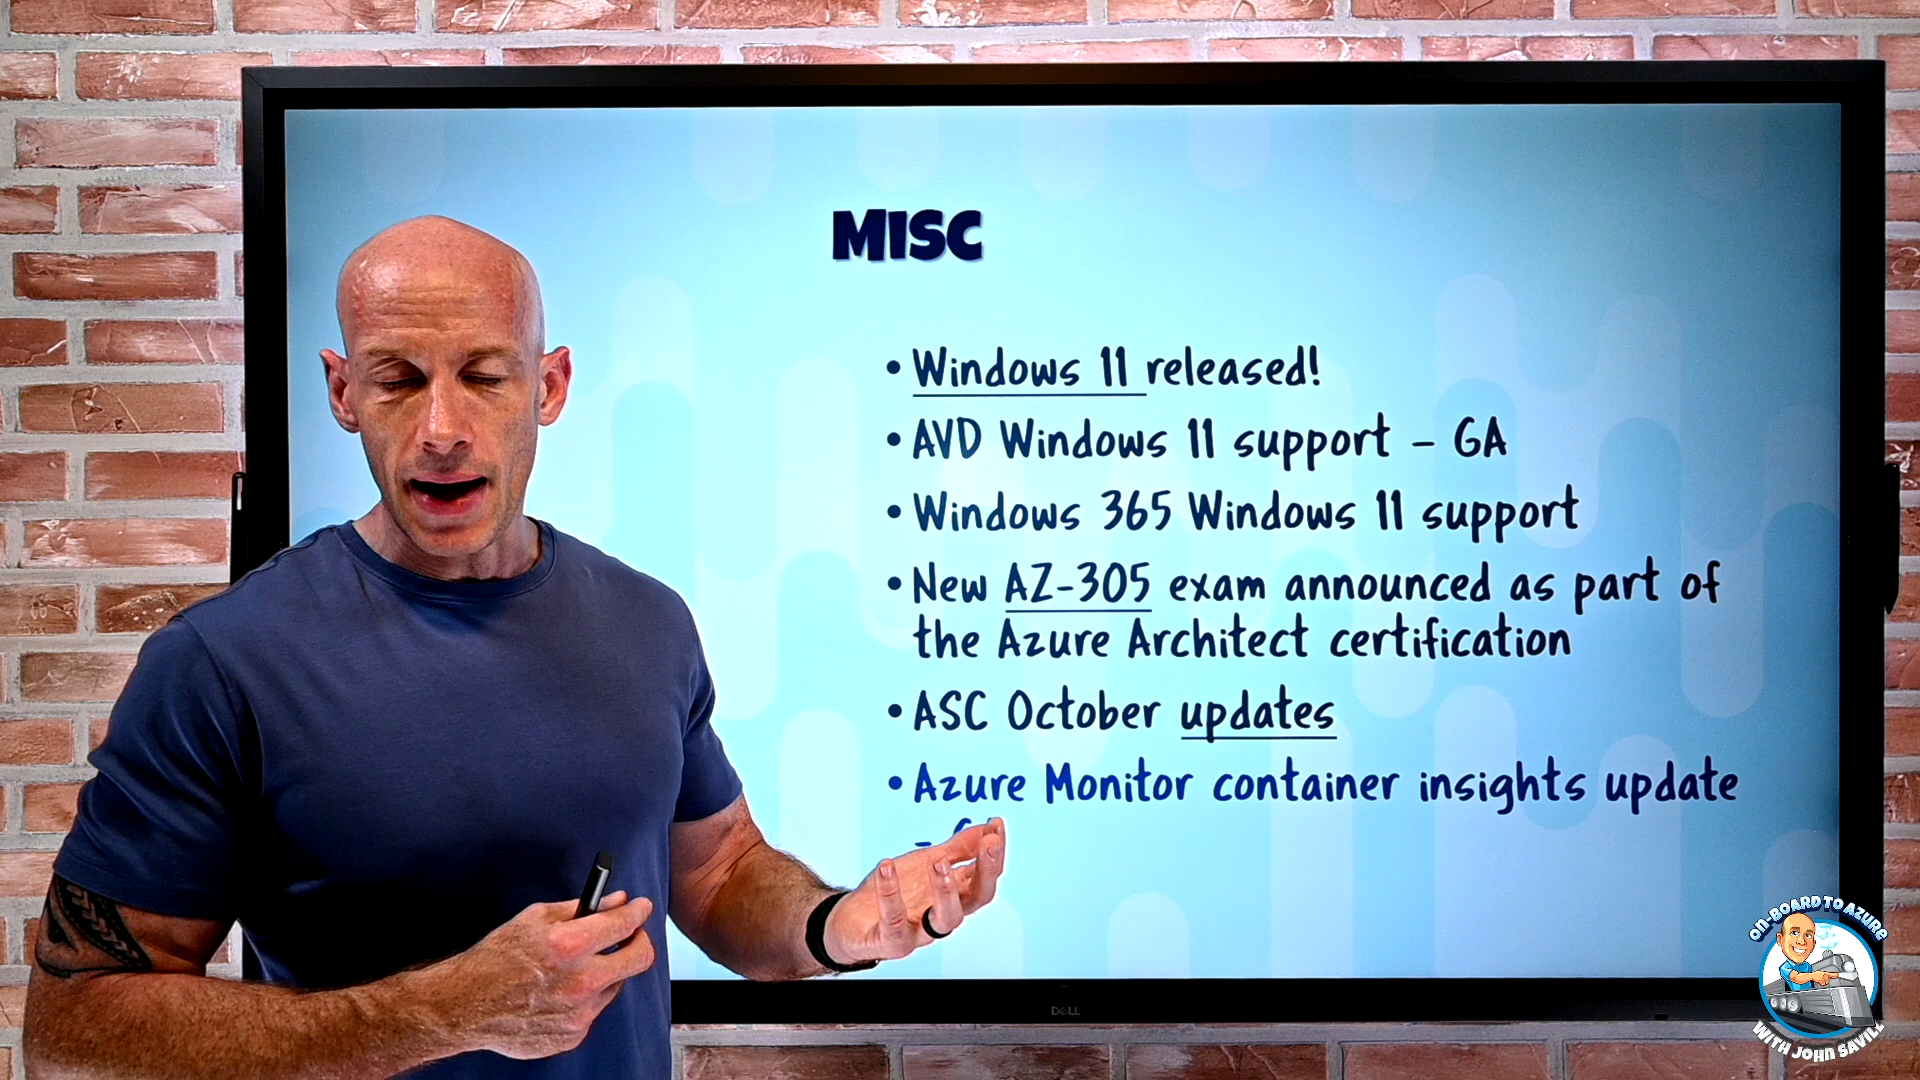 MISC
• Windows 11 released!
• AVD Windows 11 support – GA
• Windows 365 Windows 11 support
• New AZ-305 exam announced as part of
the Azure Architect certification
• ASC October updates
• Azure Monitor container insights update
–
DELL
ON-BOARD TO AZURE
WITH JOHN SAVILL